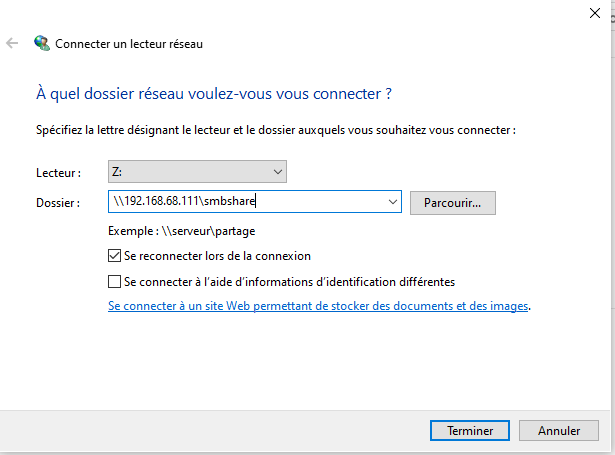 Connecter un lecteur réseau
À quel dossier réseau voulez-vous vous connecter ?
Spécifiez la lettre désignant le lecteur et le dossier auxquels vous souhaitez vous connecter :
Lecteur : Z:
Dossier : \\192.168.68.111\smbshare Parcourir...
Exemple : \\serveur\partage
Se reconnecter lors de la connexion
Se connecter à l'aide d'informations d'identification différentes
Se connecter à un site Web permettant de stocker des documents et des images.
Terminer Annuler